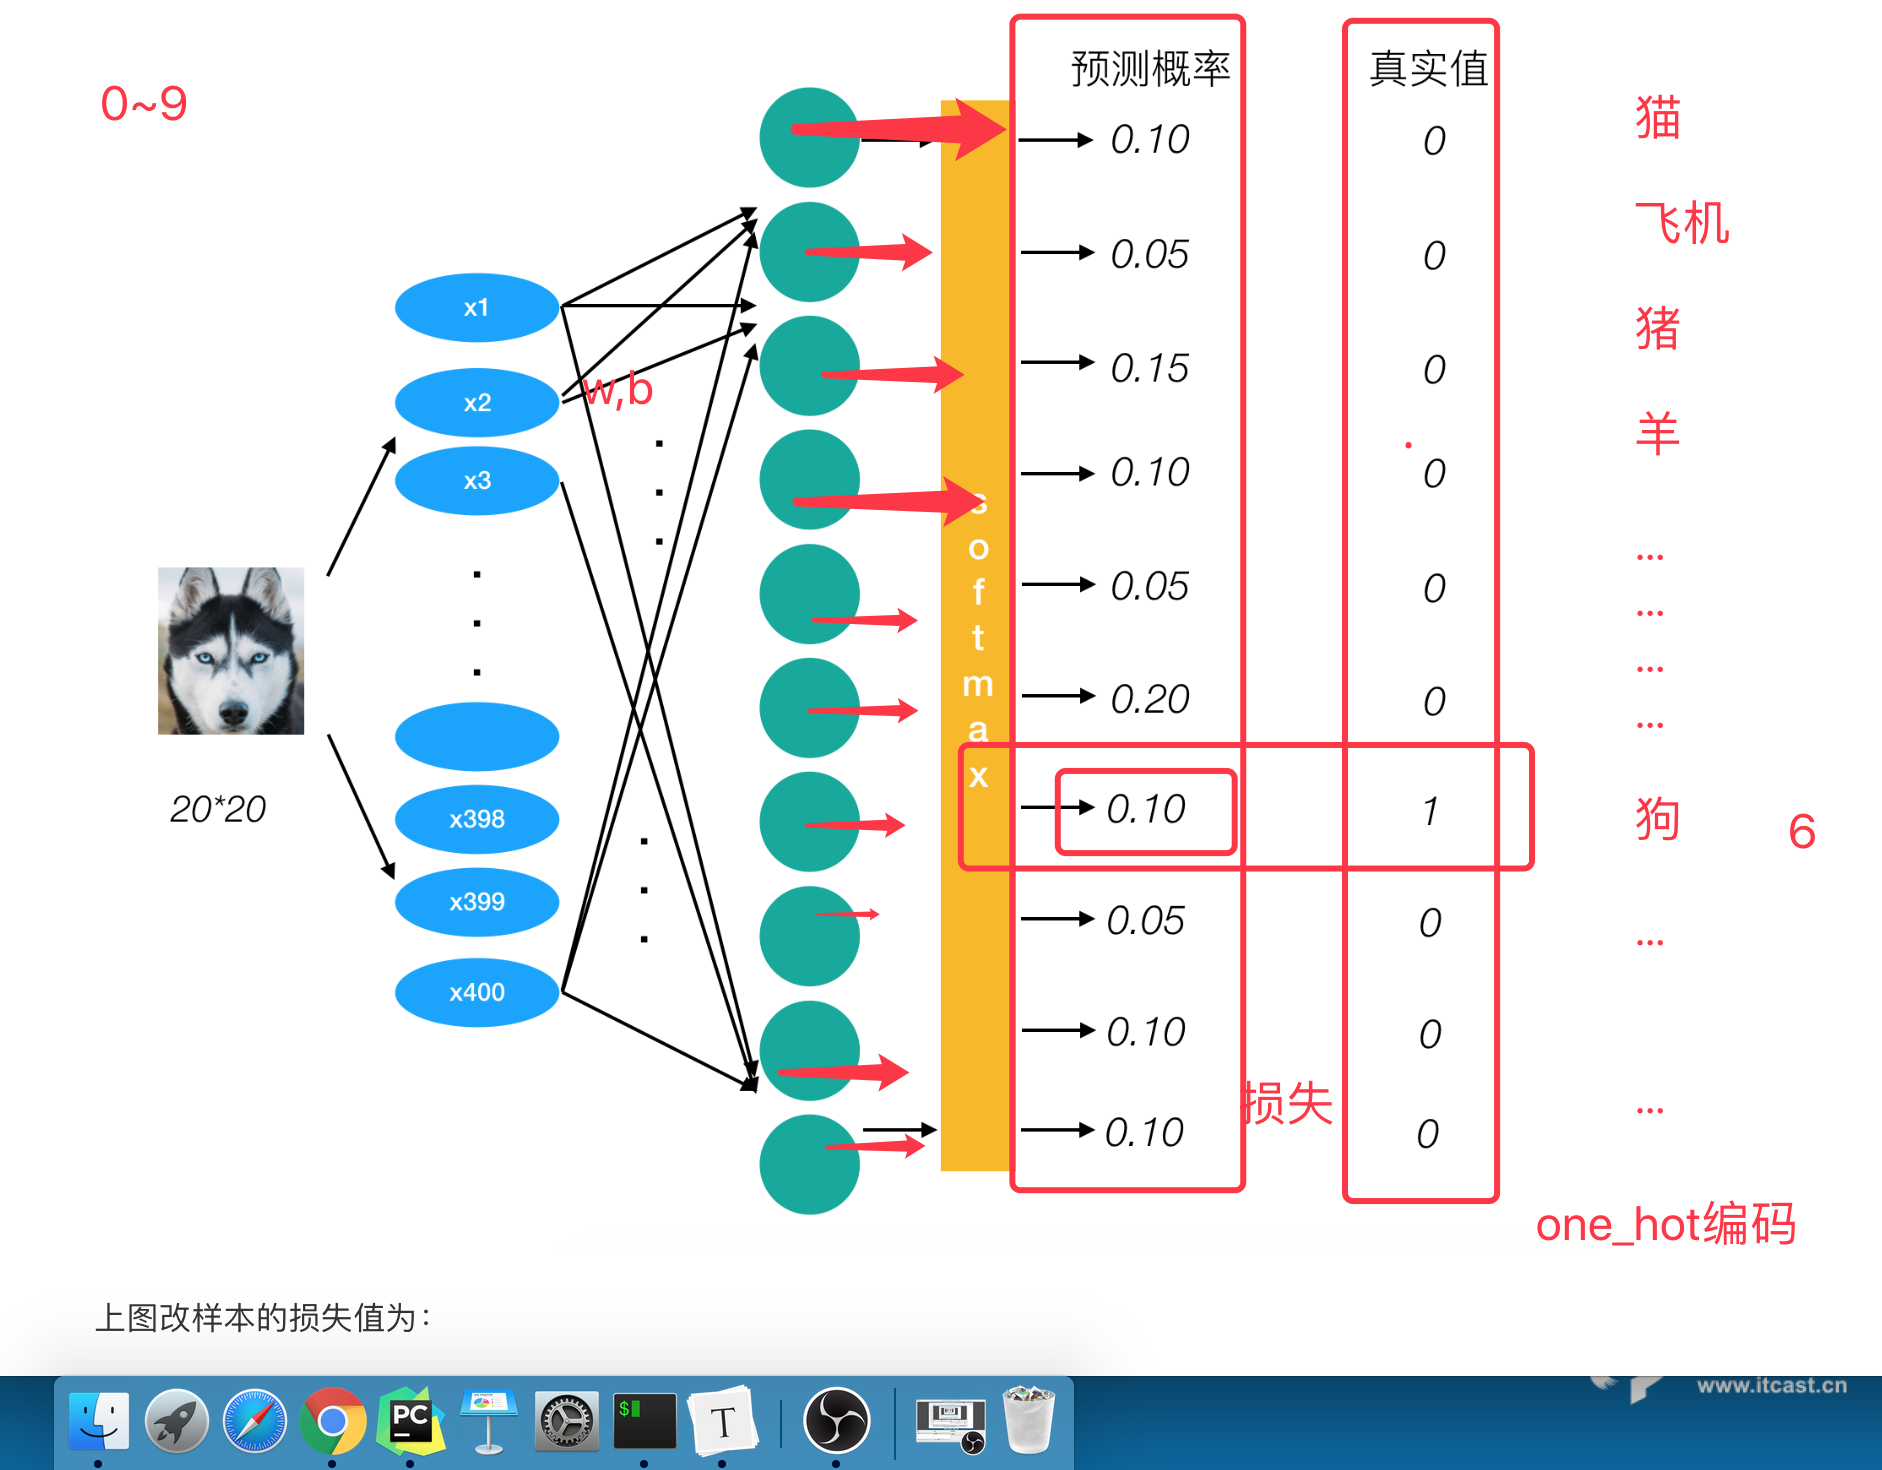 0~9
预测概率 真实值
0.10 0 猫
0.05 0 飞机
x1
0.15 0 猪
x2
w,b
x3
0.10 0 羊
0.05 0 ...
...
...
0.20 0 ...
softmax
20*20
x398
0.10 1 狗 6
x399
0.05 0 ...
x400
0.10 0
损失
0.10 0 ...
one_hot编码
上图改样本的损失值为：
www.itcast.cn
PC
$
T